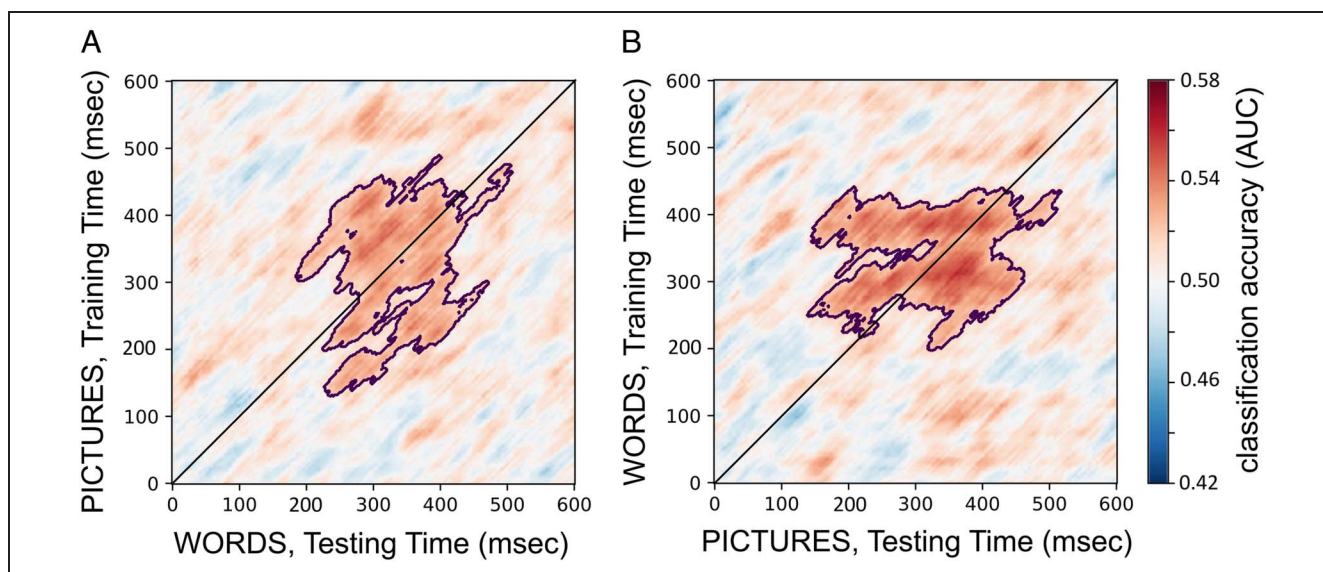 A
PICTURES, Training Time (msec)
600
500
400
300
200
100
0
0 100 200 300 400 500 600
WORDS, Testing Time (msec)
B
WORDS, Training Time (msec)
600
500
400
300
200
100
0
0 100 200 300 400 500 600
PICTURES, Testing Time (msec)
0.58
0.54
0.50
0.46
0.42
classification accuracy (AUC)